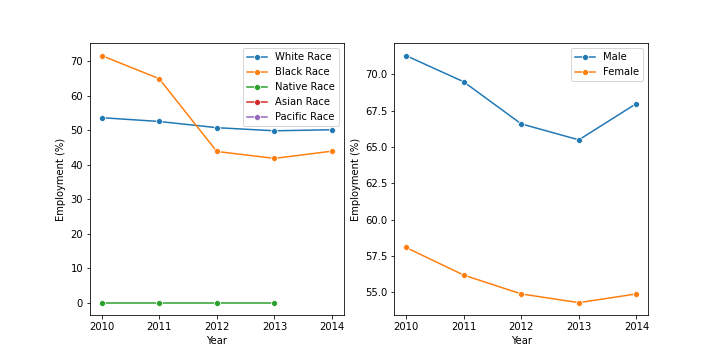 White Race
Black Race
Native Race
Asian Race
Pacific Race
70
60
50
40
30
20
10
0
Employment (%)
2010 2011 2012 2013 2014
Year
Male
Female
70.0
67.5
65.0
62.5
60.0
57.5
55.0
Employment (%)
2010 2011 2012 2013 2014
Year